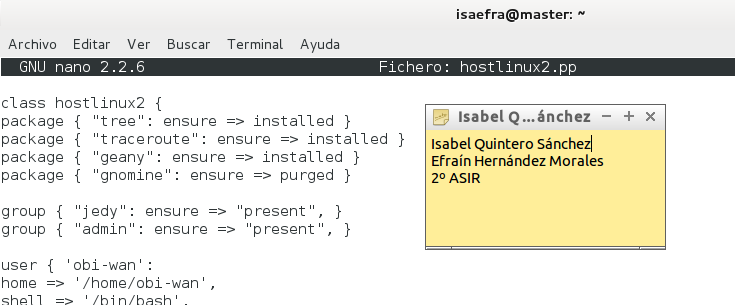 isaefra@master: ~
Archivo Editar Ver Buscar Terminal Ayuda
GNU nano 2.2.6 Fichero: hostlinux2.pp
class hostlinux2 {
package { "tree": ensure => installed }
package { "traceroute": ensure => installed }
package { "geany": ensure => installed }
package { "gnomine": ensure => purged }
group { "jedy": ensure => "present", }
group { "admin": ensure => "present", }
user { 'obi-wan':
home => '/home/obi-wan',
shell => '/bin/bash',
Isabel Q ...ánchez
Isabel Quintero Sánchez
Efraín Hernández Morales
2º ASIR